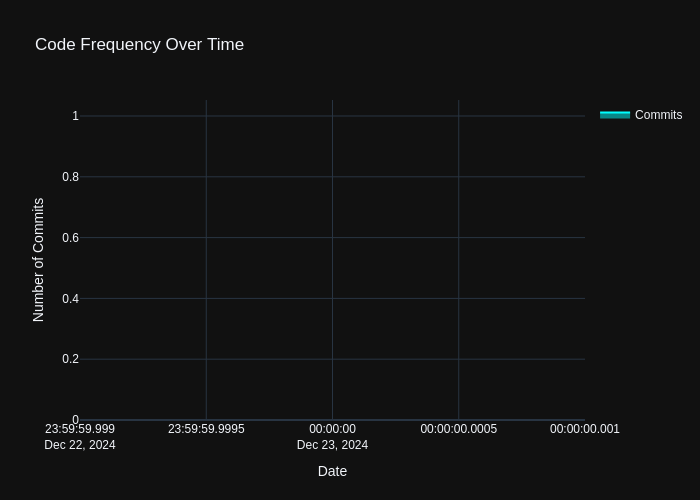 Code Frequency Over Time
Commits
Number of Commits
1
0.8
0.6
0.4
0.2
0
23:59:59.999 23:59:59.9995 00:00:00 00:00:00.0005 00:00:00.001
Dec 22, 2024 Dec 23, 2024
Date